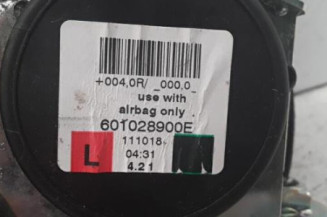 +004,0R/ _000,0_
use with
airbag only .
601028900E
111018
L
04:31
4.21